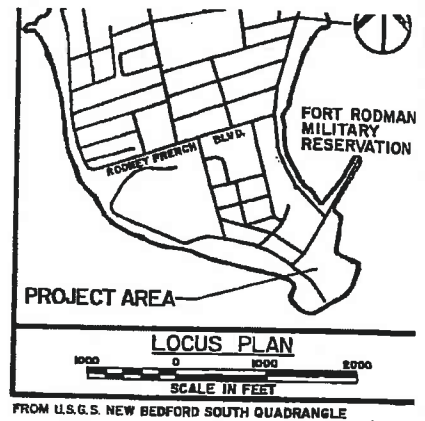 FORT RODMAN
MILITARY
RESERVATION
RODNEY FRENCH BLVD.
PROJECT AREA
LOCUS PLAN
1000 0 1000 2000
SCALE IN FEET
FROM U.S.G.S. NEW BEDFORD SOUTH QUADRANGLE